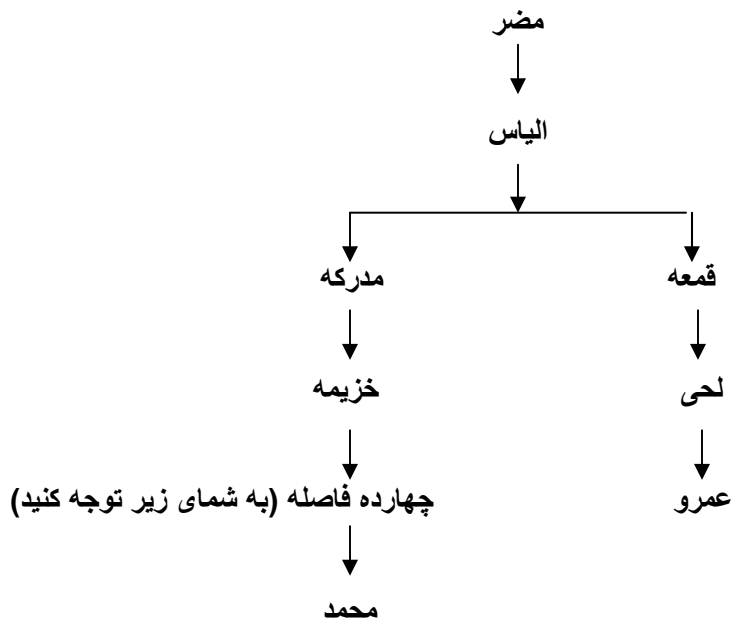 مضر
الیاس
قمعه مدرکه
لحی خزیمه
عمرو چهارده فاصله (به شمای زیر توجه کنید)
محمد